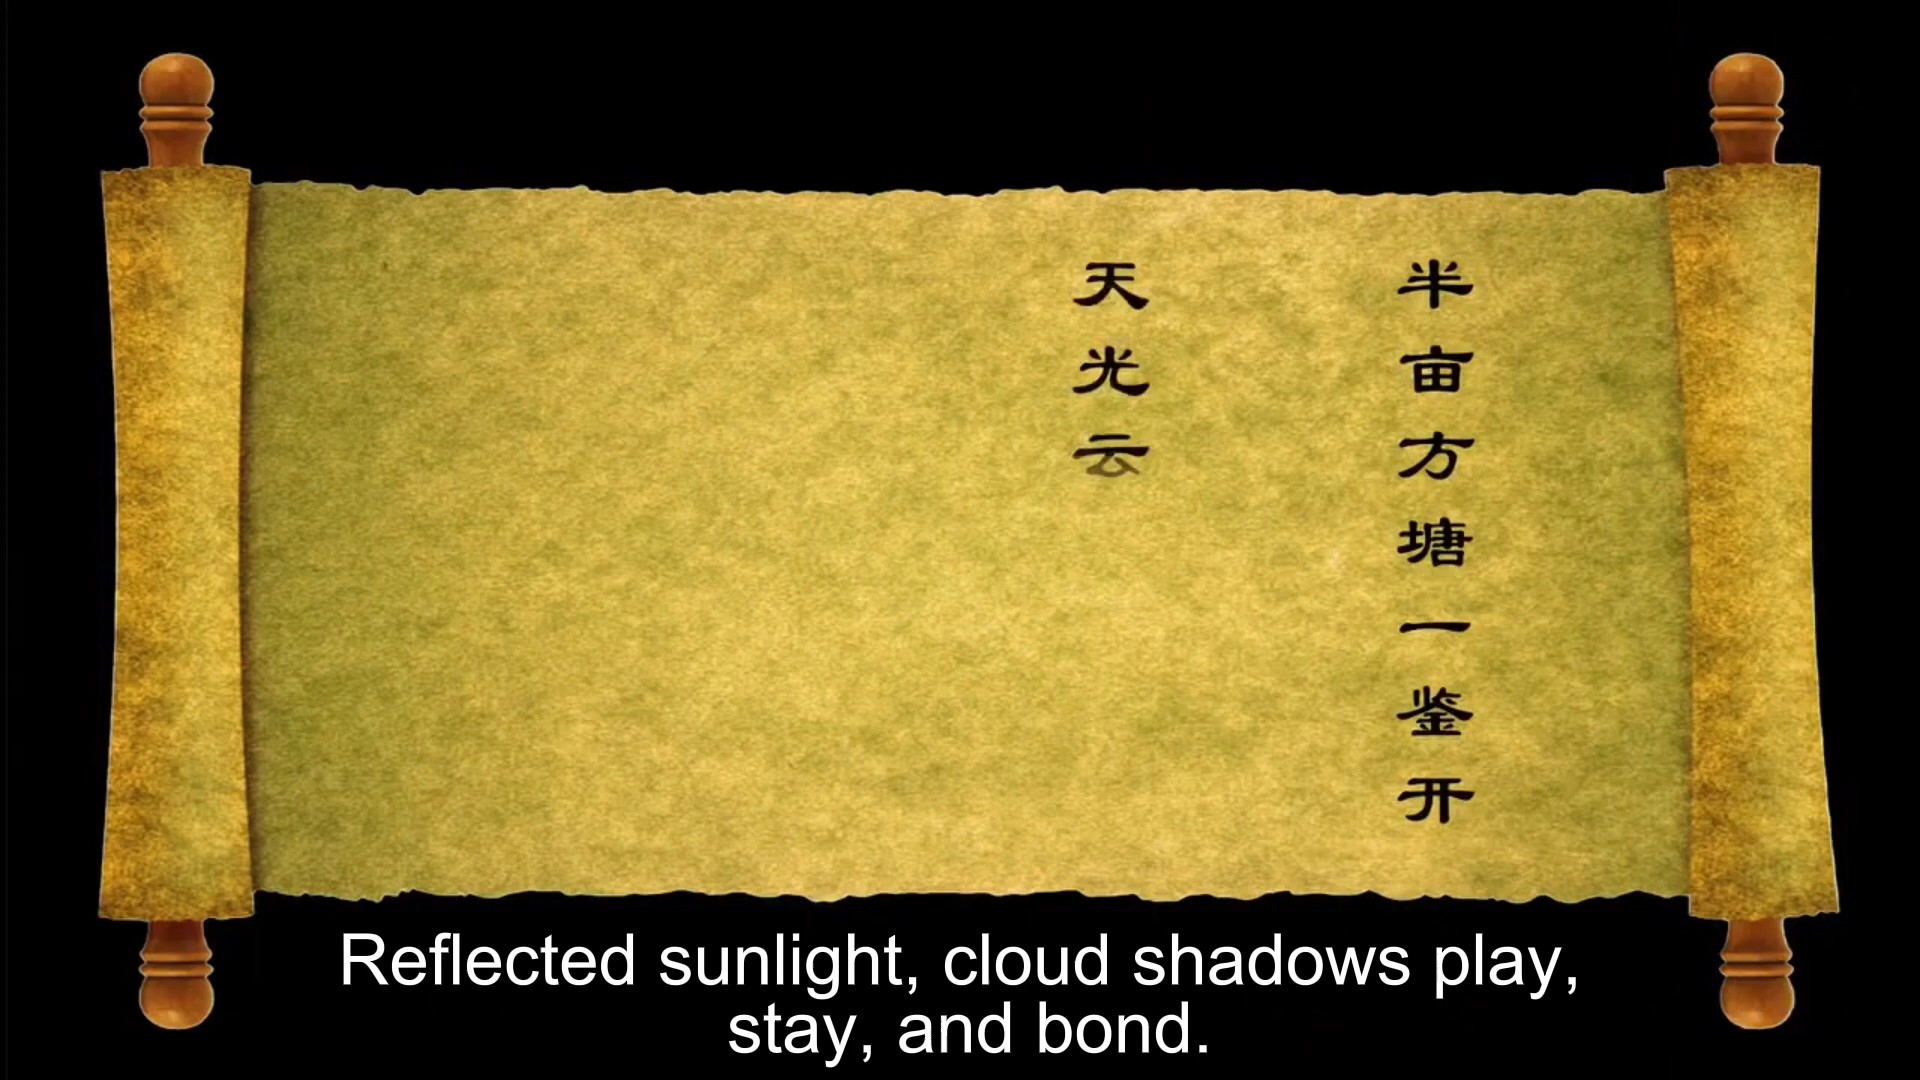 半亩方塘一鉴开
天光云
Reflected sunlight, cloud shadows play,
stay, and bond.